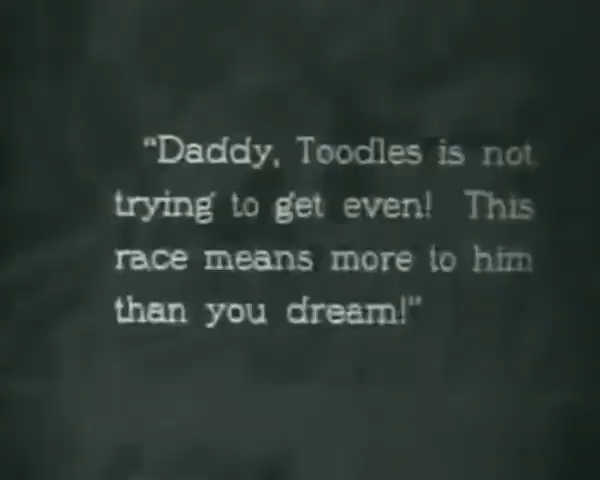 "Daddy, Toodles is not
trying to get even! This
race means more to him
than you dream!"